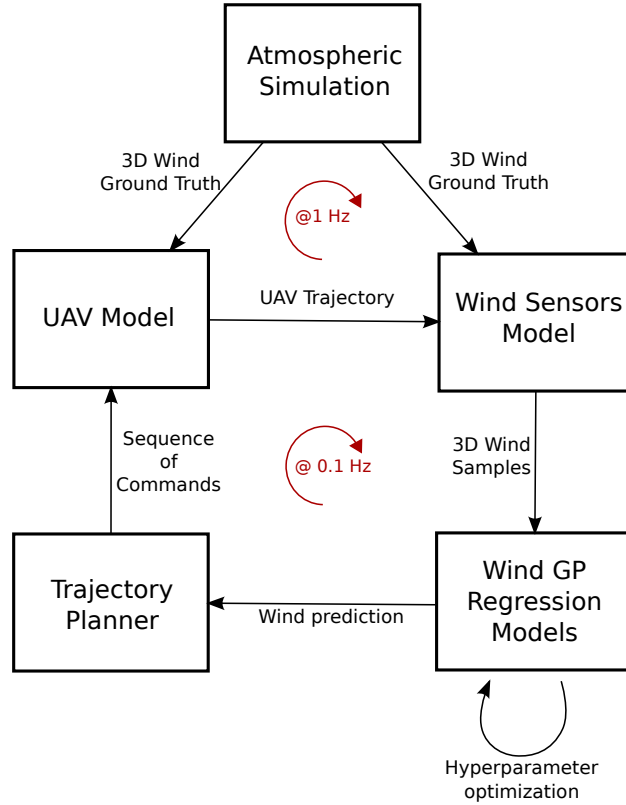 Atmospheric
Simulation
3D Wind
Ground Truth
3D Wind
Ground Truth
@1 Hz
UAV Model
UAV Trajectory
Wind Sensors
Model
Sequence
of
Commands
@ 0.1 Hz
3D Wind
Samples
Trajectory
Planner
Wind prediction
Wind GP
Regression
Models
Hyperparameter
optimization